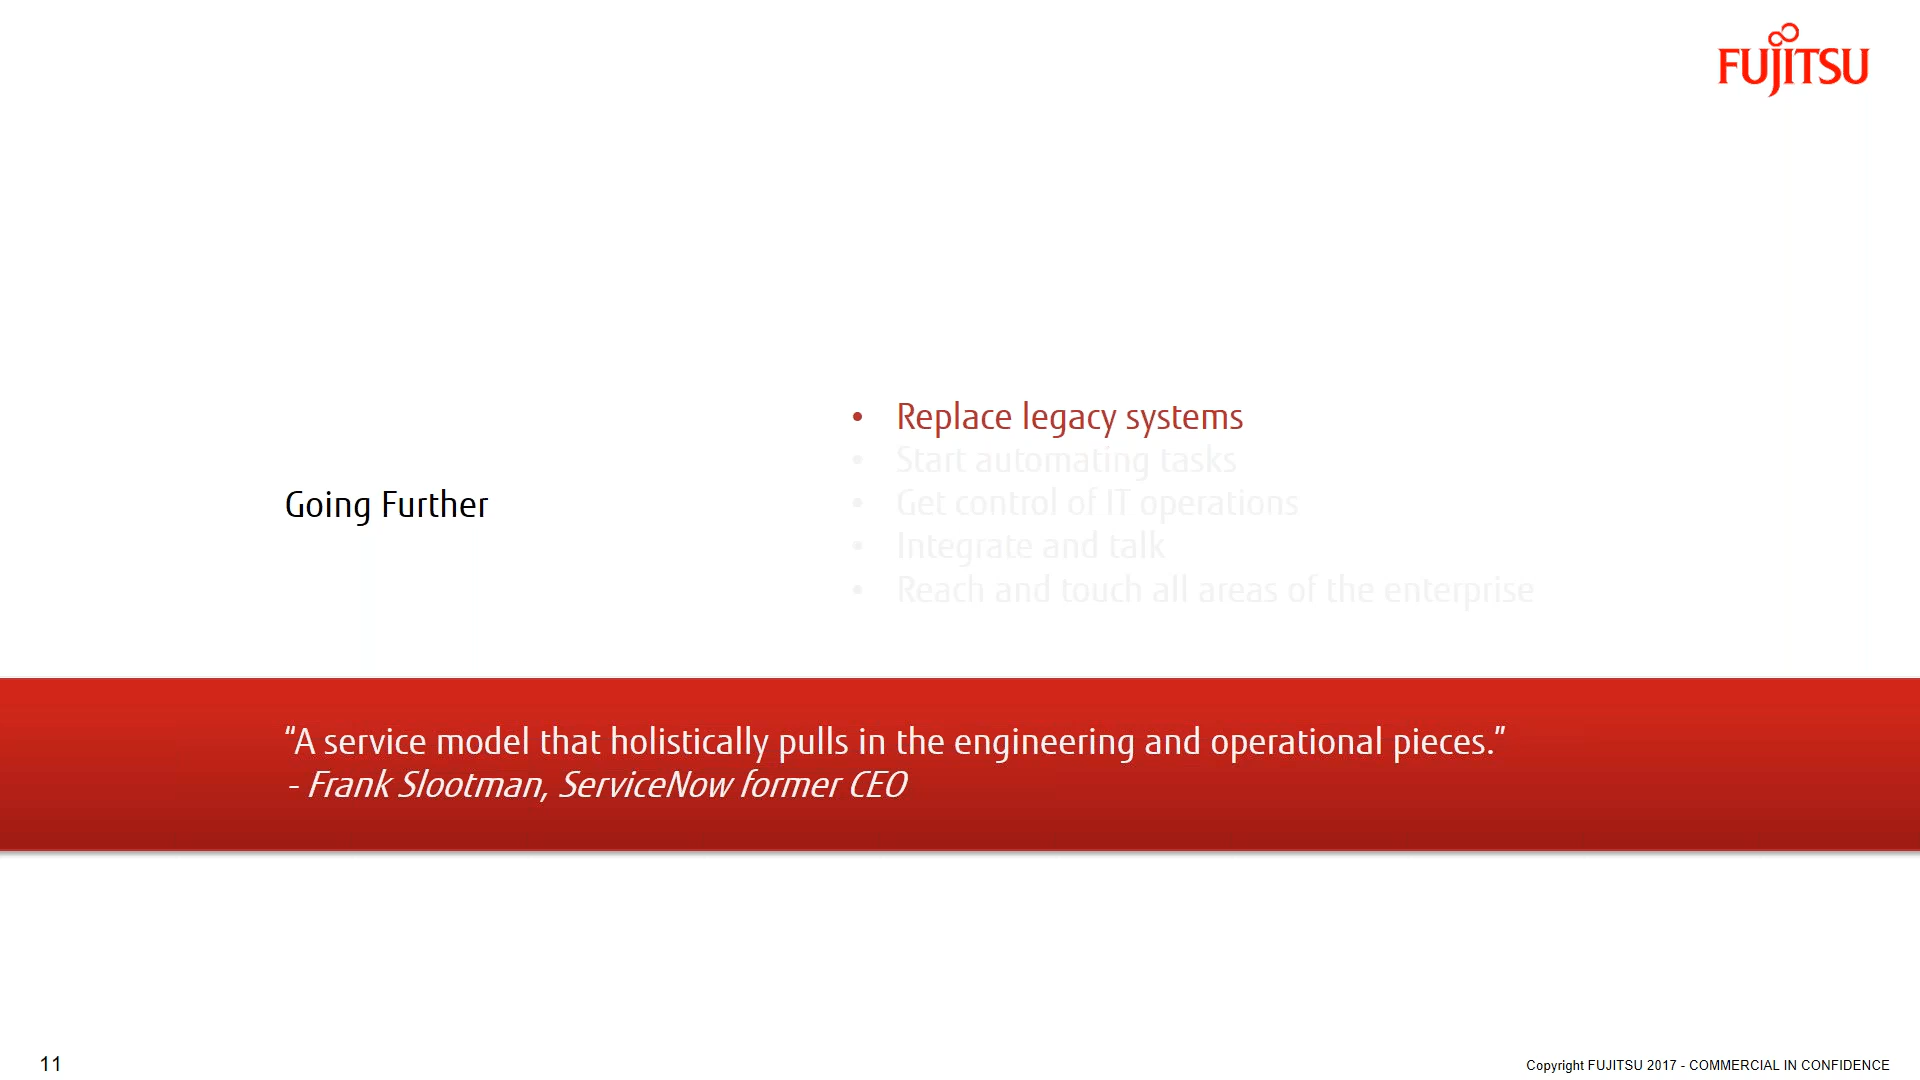 FUJITSU
• Replace legacy systems
• Start automating tasks
• Get control of IT operations
• Integrate and talk
• Reach and touch all areas of the enterprise
Going Further
“A service model that holistically pulls in the engineering and operational pieces.”
- Frank Slootman, ServiceNow former CEO
11
Copyright FUJITSU 2017 - COMMERCIAL IN CONFIDENCE